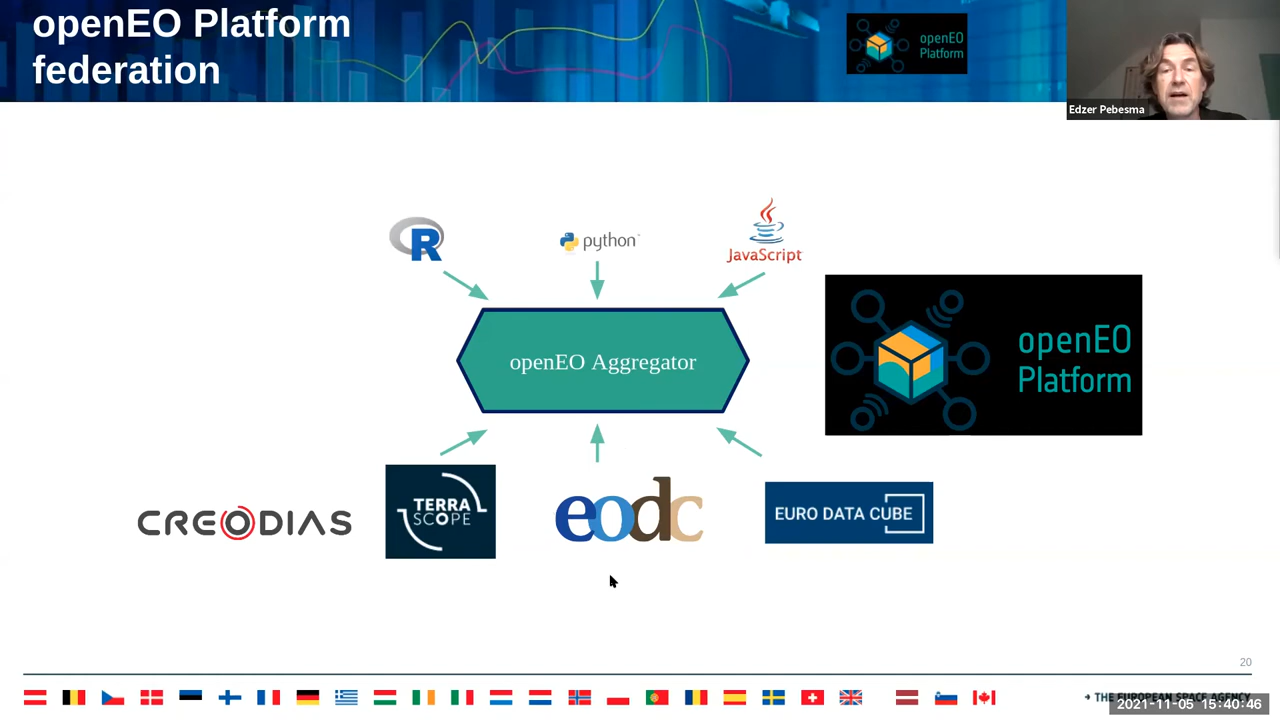 openEO Platform
federation
openEO
Platform
Edzer Pebesma
R
python
JavaScript
openEO Aggregator
openEO
Platform
CREODIAS
TERRA
SCOPE
eodc
EURO DATA CUBE
20
THE EUROPEAN SPACE AGENCY
2021-11-05 15:40:46